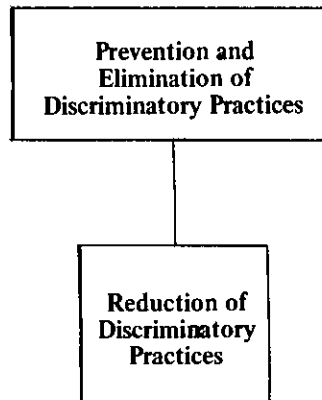 Prevention and
Elimination of
Discriminatory Practices
Reduction of
Discriminatory
Practices